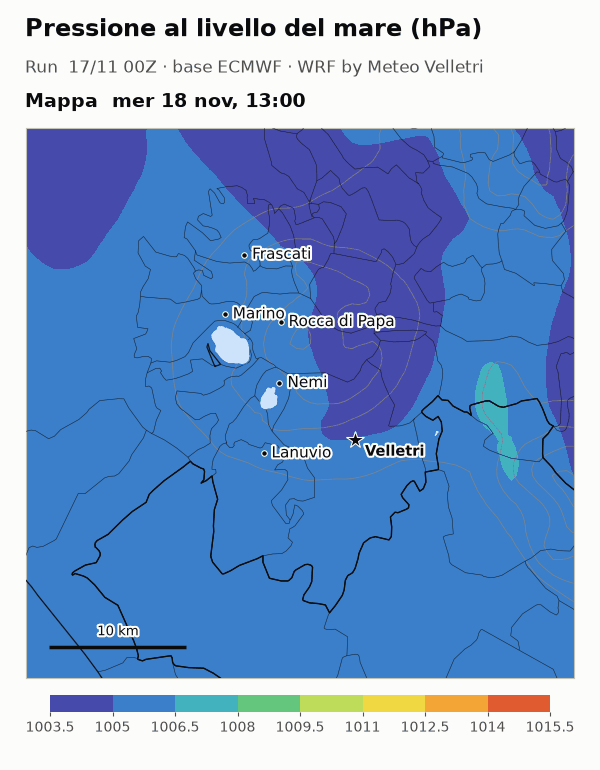 Pressione al livello del mare (hPa)
Run  17/11 00Z · base ECMWF · WRF by Meteo Velletri
Mappa  mer 18 nov, 13:00
Frascati
Marino
Rocca di Papa
Nemi
Velletri
Lanuvio
10 km
1003.5 1005 1006.5 1008 1009.5 1011 1012.5 1014 1015.5